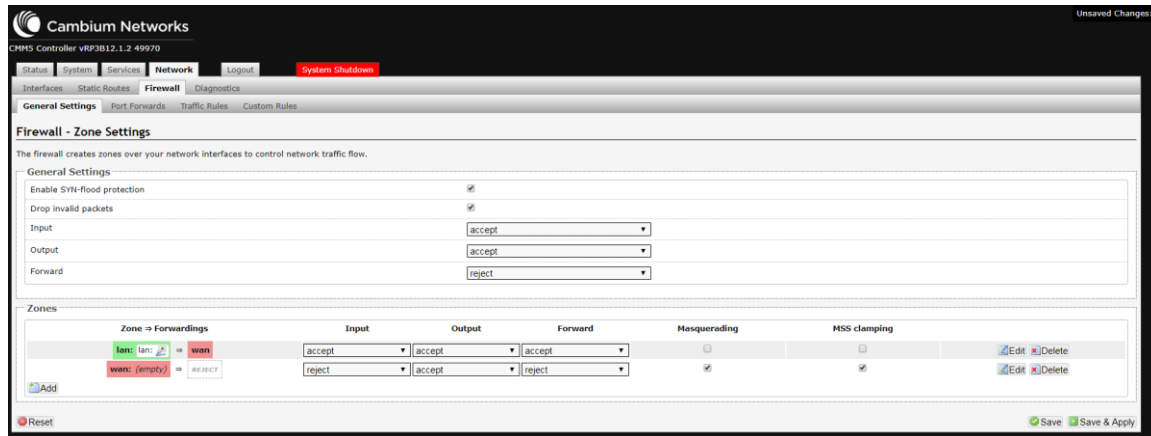 Unsaved Changes:
Cambium Networks
CMM5 Controller vRP3B12.1.2 49970
Status System Services Network Logout System Shutdown
Interfaces Static Routes Firewall Diagnostics
General Settings Port Forwards Traffic Rules Custom Rules
Firewall - Zone Settings
The firewall creates zones over your network interfaces to control network traffic flow.
General Settings
Enable SYN-flood protection
Drop invalid packets
Input accept
Output accept
Forward reject
Zones
Zone ⇒ Forwardings Input Output Forward Masquerading MSS clamping
lan: lan: ⇒ wan accept accept accept Edit Delete
wan: (empty) ⇒ REJECT reject accept reject Edit Delete
Add
Reset Save Save & Apply